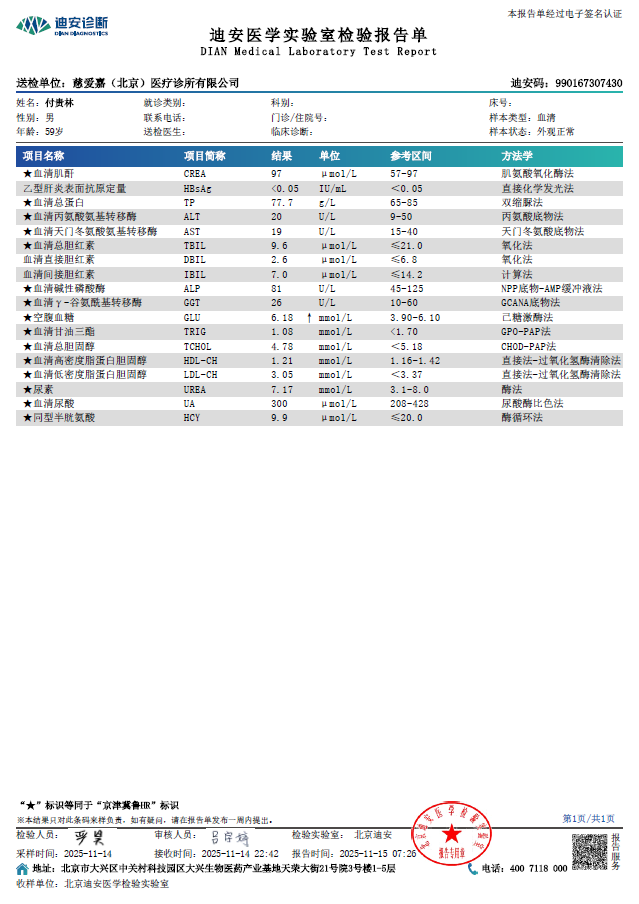 本报告单经过电子签名认证
迪安诊断
DIAN DIAGNOSTICS
迪安医学实验室检验报告单
DIAN Medical Laboratory Test Report
送检单位：慈爱嘉（北京）医疗诊所有限公司 迪安码：990167307430
姓名：付贵林 就诊类别： 科别： 床号：
性别：男 联系电话： 门诊/住院号： 样本类型：血清
年龄：59岁 送检医生： 临床诊断： 样本状态：外观正常
项目名称 项目简称 结果 单位 参考区间 方法学
★血清肌酐 CREA 97 μmol/L 57-97 肌氨酸氧化酶法
乙型肝炎表面抗原定量 HBsAg <0.05 IU/mL ＜0.05 直接化学发光法
★血清总蛋白 TP 77.7 g/L 65-85 双缩脲法
★血清丙氨酸氨基转移酶 ALT 20 U/L 9-50 丙氨酸底物法
★血清天门冬氨酸氨基转移酶 AST 19 U/L 15-40 天门冬氨酸底物法
★血清总胆红素 TBIL 9.6 μmol/L ≤21.0 氧化法
血清直接胆红素 DBIL 2.6 μmol/L ≤6.8 氧化法
血清间接胆红素 IBIL 7.0 μmol/L ≤14.2 计算法
★血清碱性磷酸酶 ALP 81 U/L 45-125 NPP底物-AMP缓冲液法
★血清γ-谷氨酰基转移酶 GGT 26 U/L 10-60 GCANA底物法
★空腹血糖 GLU 6.18 ↑ mmol/L 3.90-6.10 己糖激酶法
★血清甘油三酯 TRIG 1.08 mmol/L <1.70 GPO-PAP法
★血清总胆固醇 TCHOL 4.78 mmol/L ＜5.18 CHOD-PAP法
★血清高密度脂蛋白胆固醇 HDL-CH 1.21 mmol/L 1.16-1.42 直接法-过氧化氢酶清除法
★血清低密度脂蛋白胆固醇 LDL-CH 3.05 mmol/L ＜3.37 直接法-过氧化氢酶清除法
★尿素 UREA 7.17 mmol/L 3.1-8.0 酶法
★血清尿酸 UA 300 μmol/L 208-428 尿酸酶比色法
★同型半胱氨酸 HCY 9.9 μmol/L ≤20.0 酶循环法
“★”标识等同于“京津冀鲁HR”标识
※本结果只对此条码来样负责，如有疑问，请在报告单发布一周内提出。 第1页/共1页
检验人员： 审核人员： 检验实验室： 北京迪安
采样时间：2025-11-14 接收时间：2025-11-14 22:42 报告时间：2025-11-15 07:26
报告专用章
报告服务
地址：北京市大兴区中关村科技园区大兴生物医药产业基地天荣大街21号院3号楼1-5层 电话：400 7118 000
收样单位：北京迪安医学检验实验室